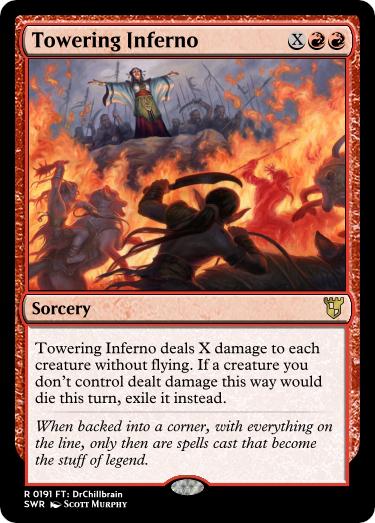 Towering Inferno X R R
Sorcery
Towering Inferno deals X damage to each
creature without flying. If a creature you
don't control dealt damage this way would
die this turn, exile it instead.
When backed into a corner, with everything on
the line, only then are spells cast that become
the stuff of legend.
R 0191 FT: DrChillbrain
SWR Scott Murphy